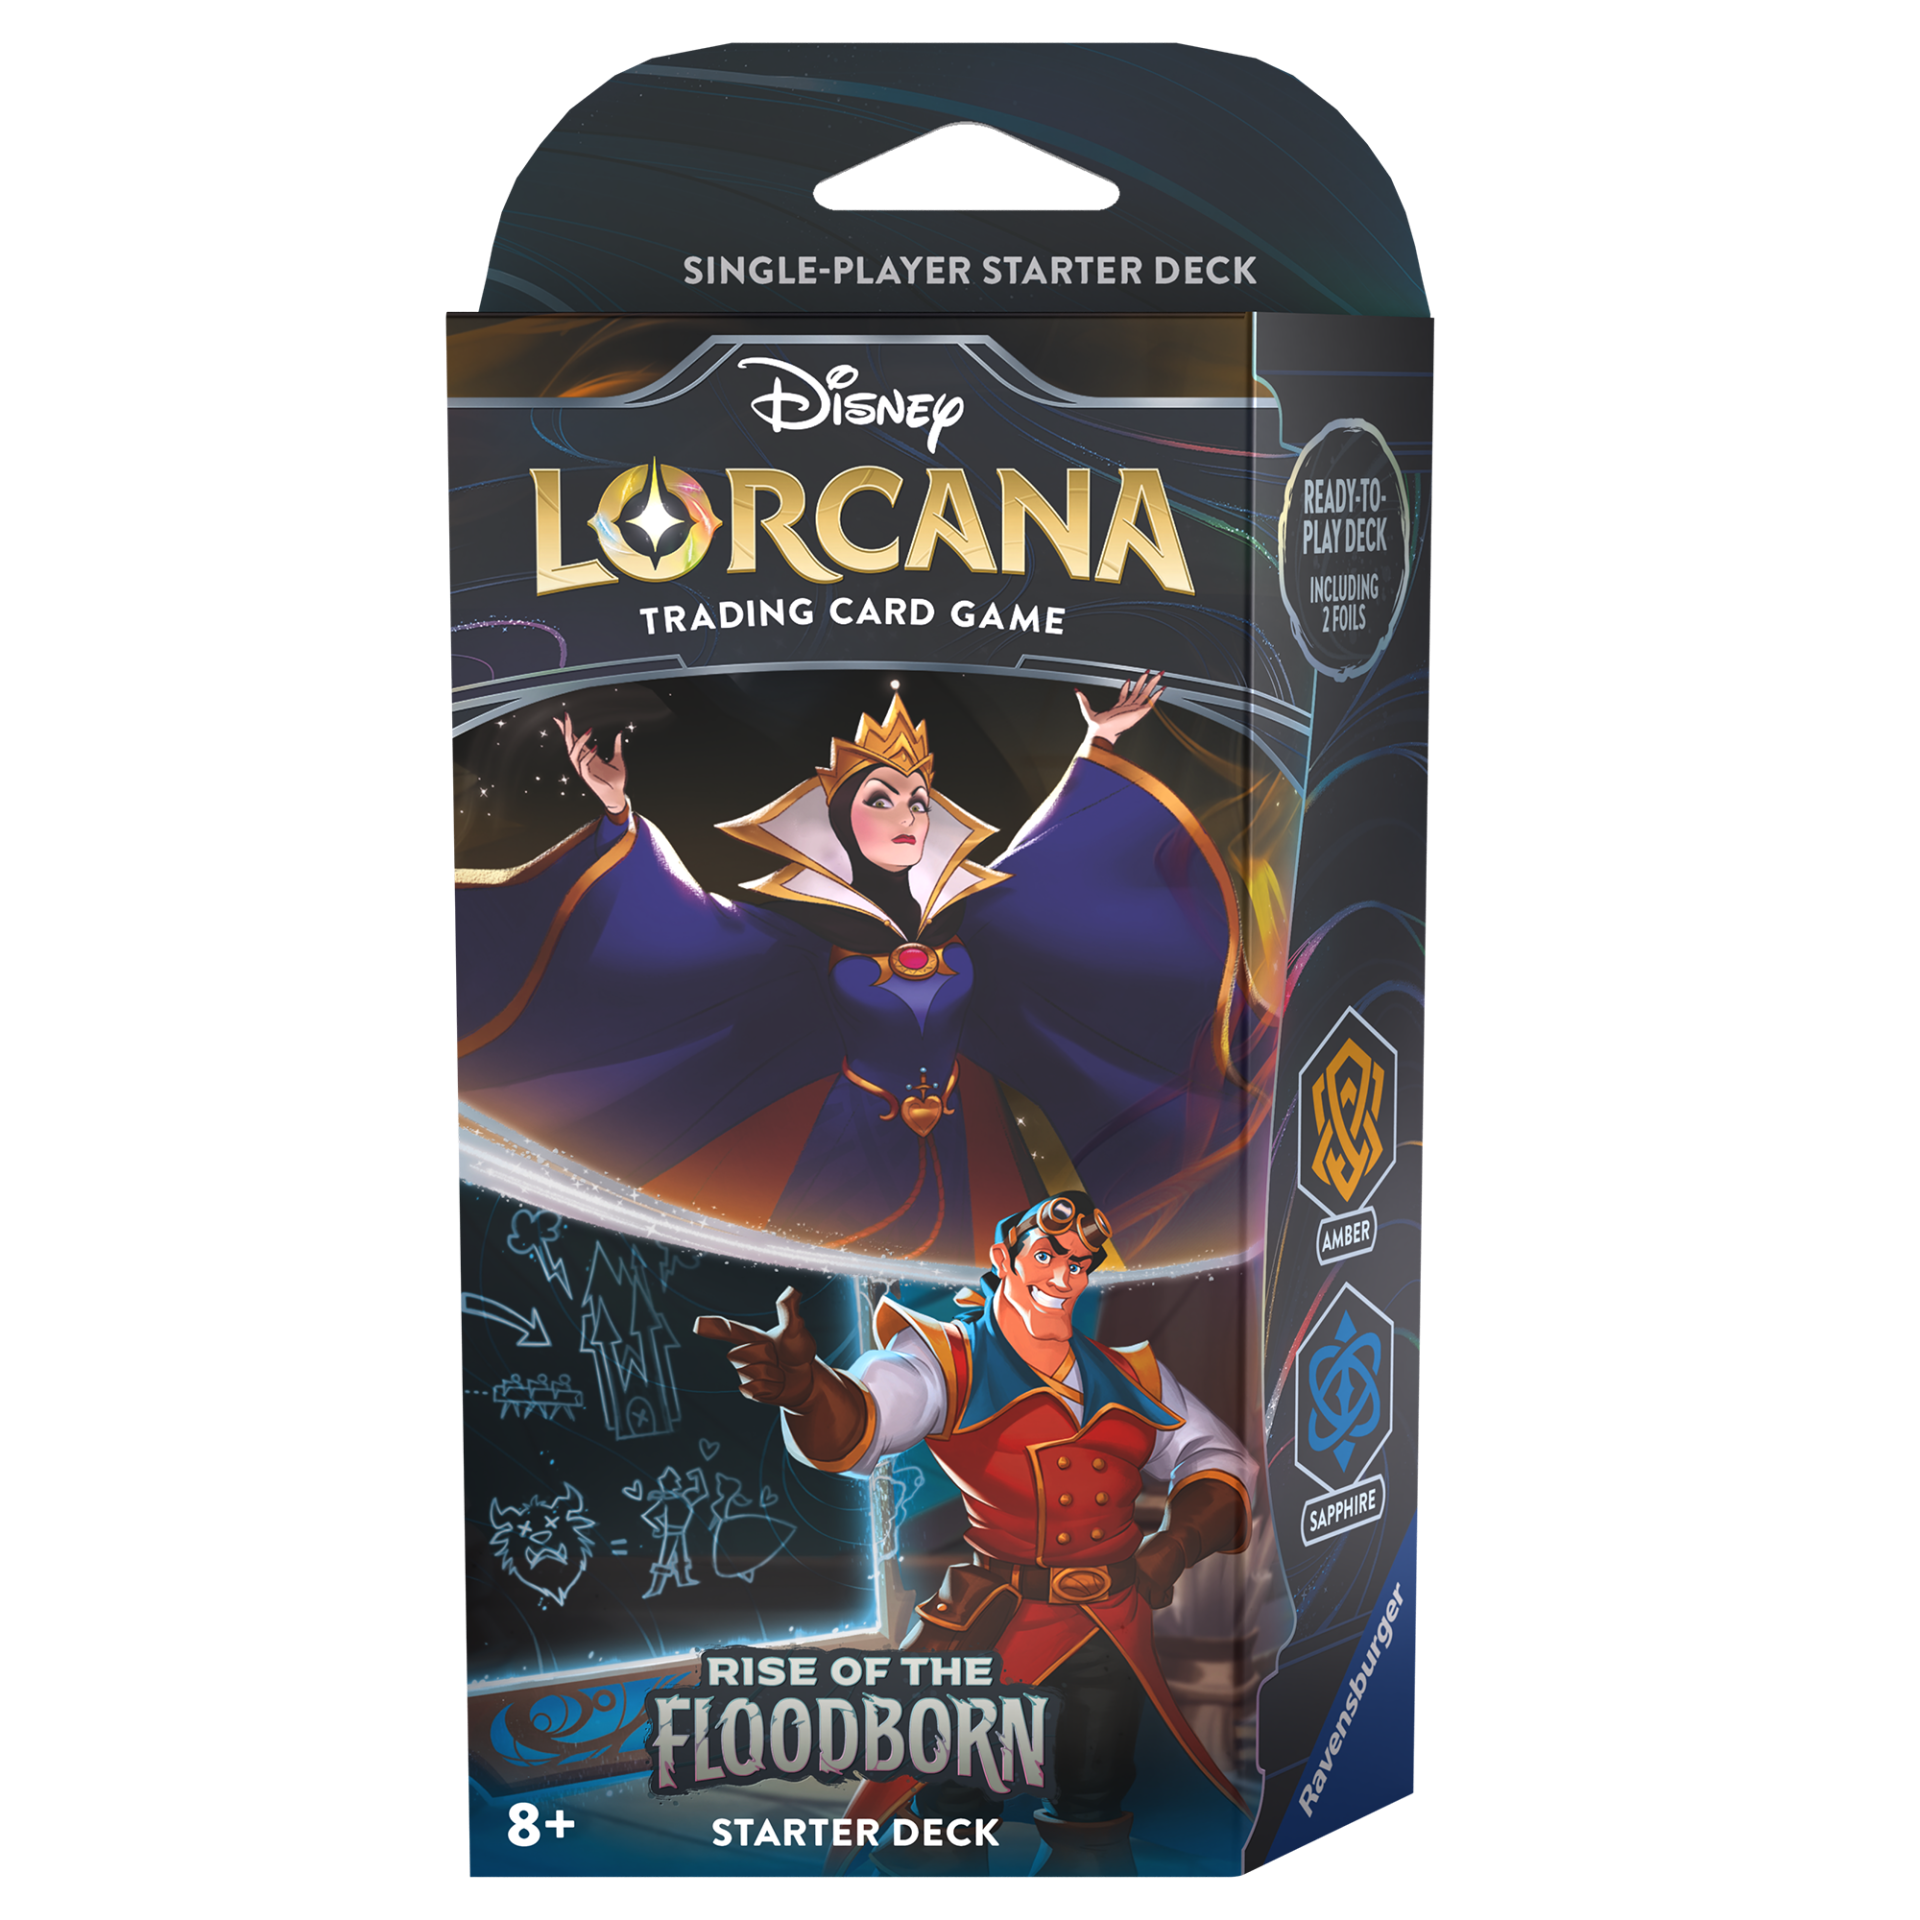 SINGLE-PLAYER STARTER DECK
Disney
LORCANA
TRADING CARD GAME
READY-TO-
PLAY DECK
INCLUDING
2 FOILS
AMBER
SAPPHIRE
Ravensburger
RISE OF THE
FLOODBORN
8+
STARTER DECK